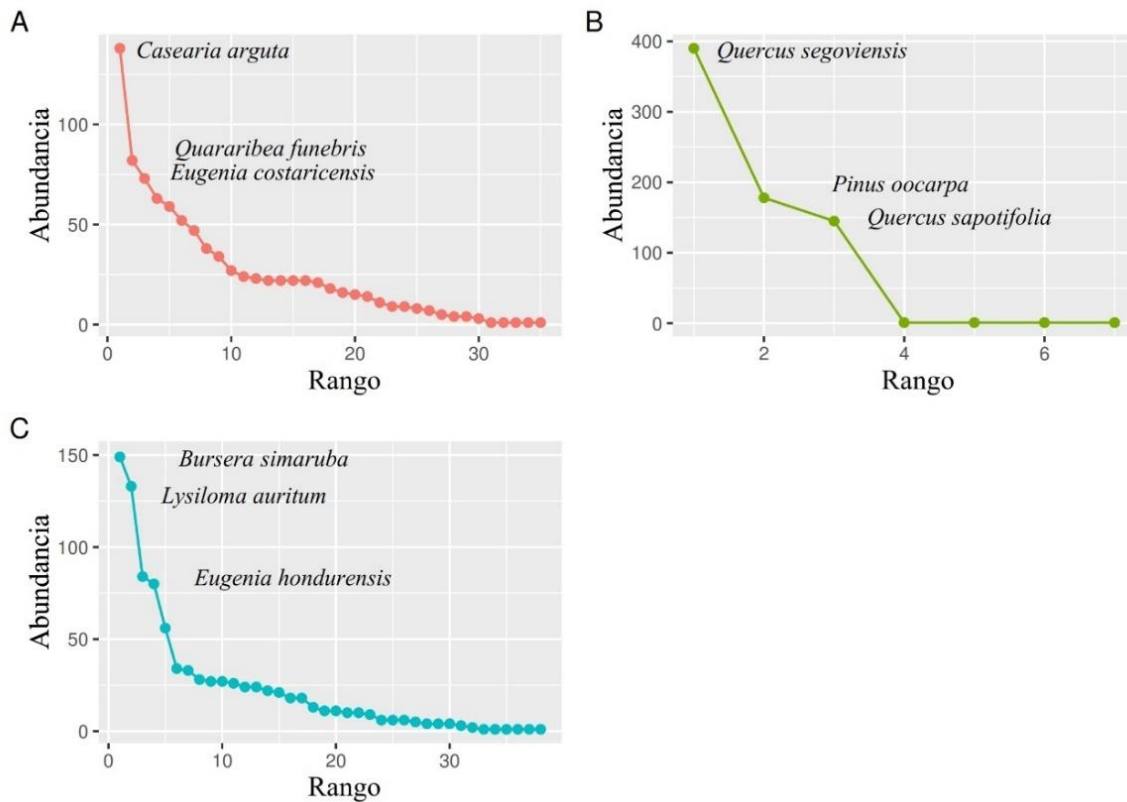 A
Casearia arguta
Quararibea funebris
Eugenia costaricensis
Abundancia
100
50
0
0
10
20
30
Rango
B
Quercus segoviensis
Pinus oocarpa
Quercus sapotifolia
Abundancia
400
300
200
100
0
2
4
6
Rango
C
Bursera simaruba
Lysiloma auritum
Eugenia hondurensis
Abundancia
150
100
50
0
0
10
20
30
Rango